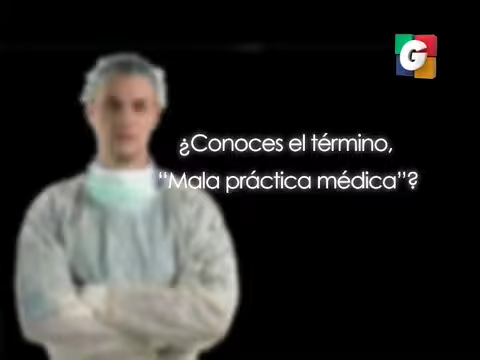 G
¿Conoces el término,
“Mala práctica médica”?